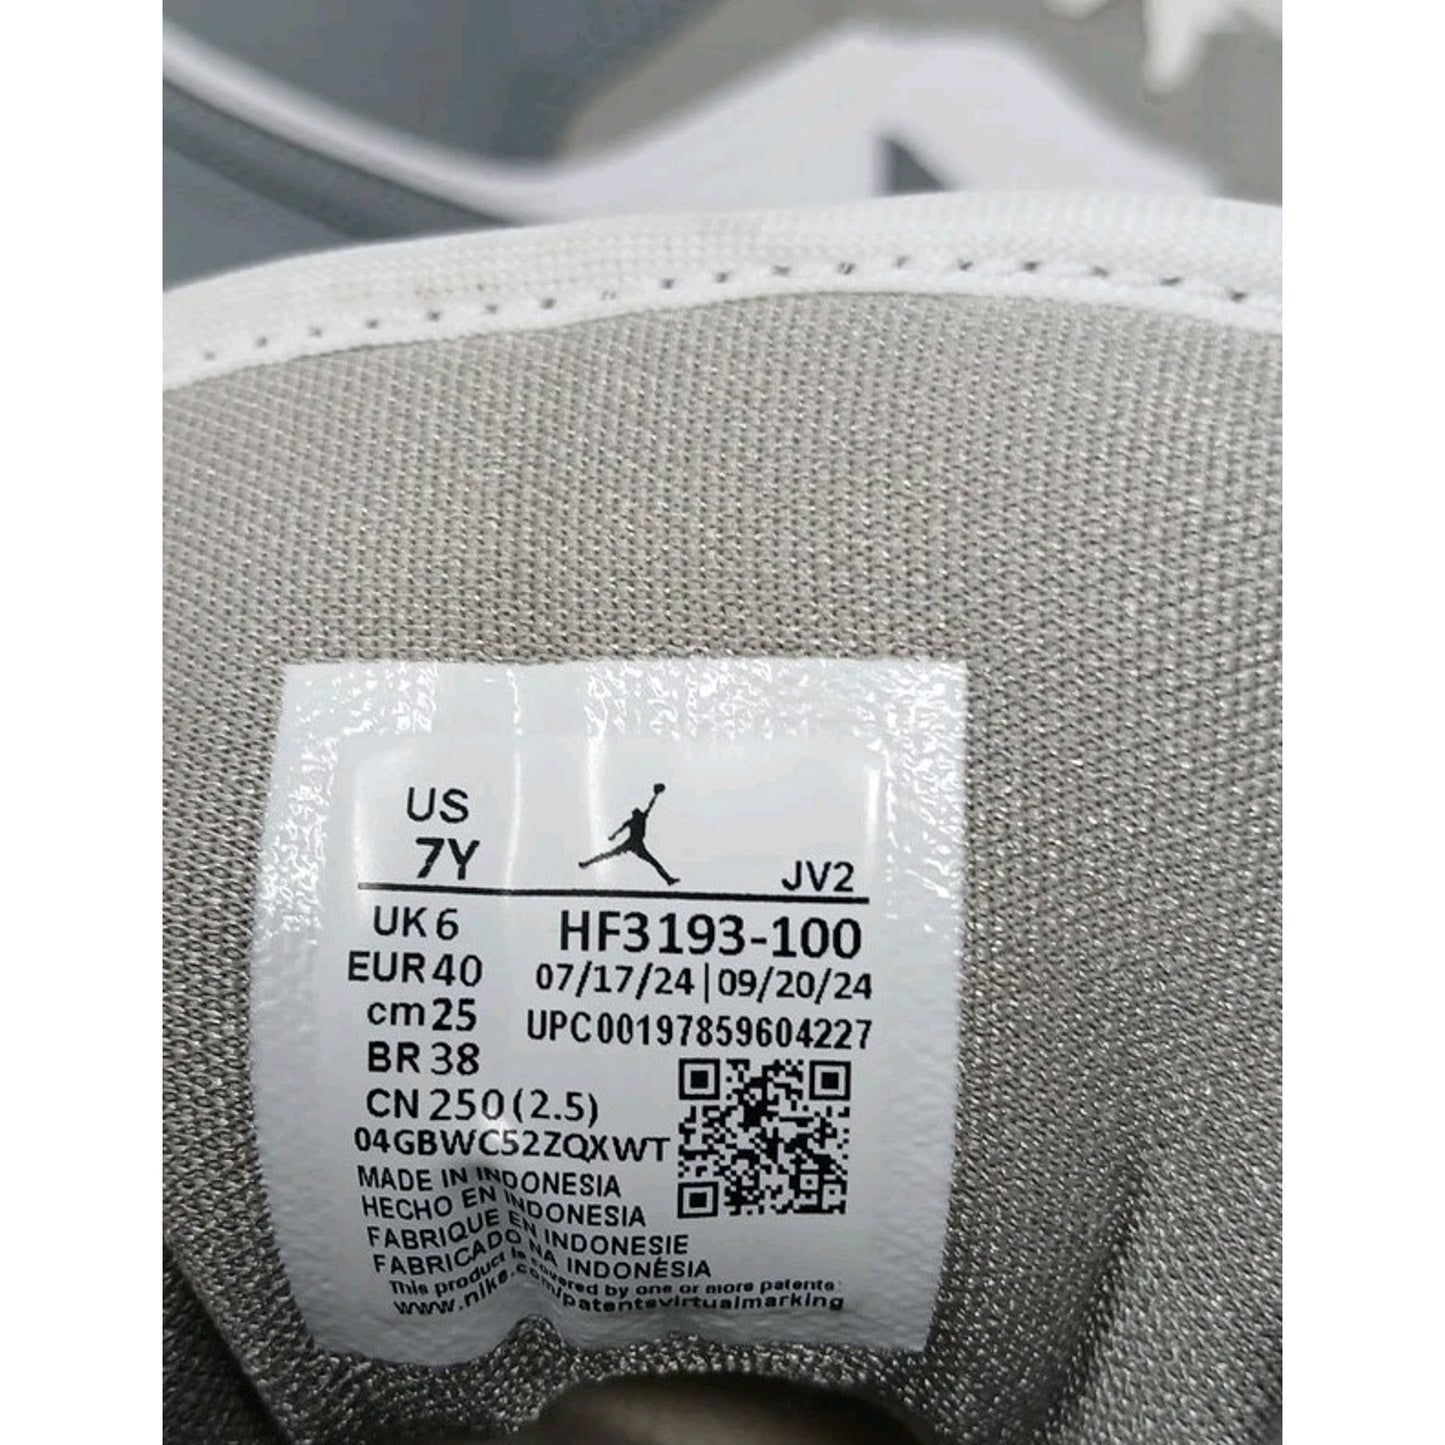 US
7Y
JV2
UK 6
HF3193-100
EUR 40
07/17/24 | 09/20/24
cm 25
UPC00197859604227
BR 38
CN 250 (2.5)
04GBWC52ZQXWT
MADE IN INDONESIA
HECHO EN INDONESIA
FABRIQUE EN INDONESIE
FABRICADO NA INDONÉSIA
This product is covered by one or more patents:
www.nike.com/patentsvirtualmarking